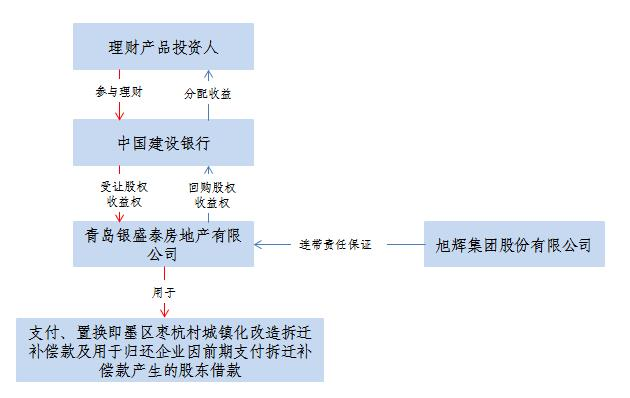 理财产品投资人
参与理财
分配收益
中国建设银行
受让股权
收益权
回购股权
收益权
青岛银盛泰房地产有限
公司
连带责任保证
旭辉集团股份有限公司
用于
支付、置换即墨区枣杭村城镇化改造拆迁
补偿款及用于归还企业因前期支付拆迁补
偿款产生的股东借款